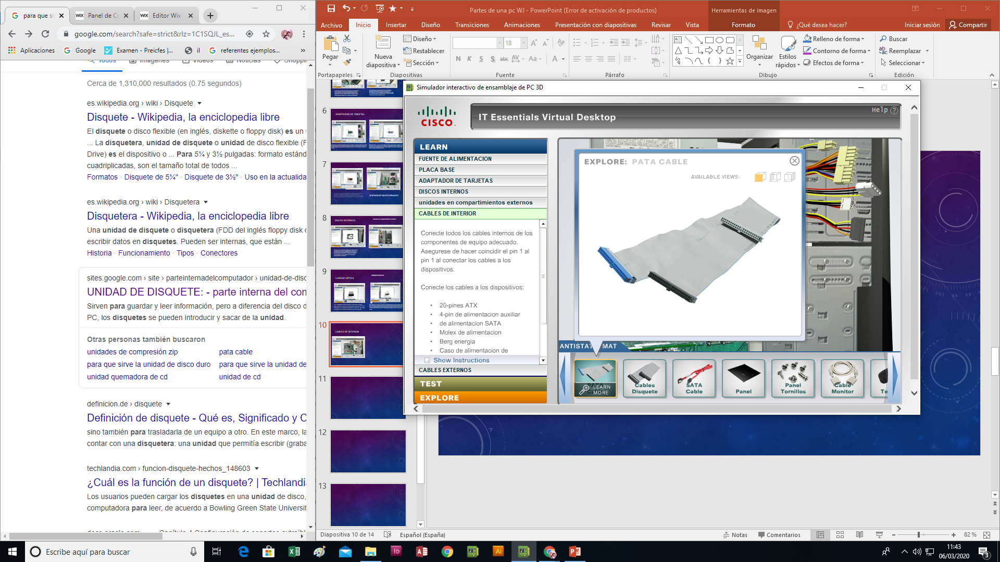 para que si
Panel de C
Editor Wix
google.com/search?safe=strict&rlz=1C1SQJL_es...
Aplicaciones
Google
Examen - Preicfes |...
il
referentes ejemplos...
»
Todos
Imágenes
Videos
Noticias
Shoppi
Cerca de 1,310,000 resultados (0.75 segundos)
es.wikipedia.org › wiki › Disquete
Disquete - Wikipedia, la enciclopedia libre
El disquete o disco flexible (en inglés, diskette o floppy disk) es un
... La disquetera, unidad de disquete o unidad de disco flexible (F
Drive) es el dispositivo o ... Para 5¼ y 3½ pulgadas: formato estánd
cuadriplicadas, son el tamaño total de todos ...
Formatos · Disquete de 5¼" · Disquete de 3½" · Uso en la actualida
es.wikipedia.org › wiki › Disquetera
Disquetera - Wikipedia, la enciclopedia libre
Una unidad de disquete o disquetera (FDD del inglés floppy disk
escribir datos en disquetes. Pueden ser internas, que están ...
Historia · Funcionamiento · Tipos · Conectores
sites.google.com › site › parteinternadelcomputador › unidad-de-disc
UNIDAD DE DISQUETE: - parte interna del com
Sirven para guardar y leer información, pero a diferencia del disco d
PC, los disquetes se pueden introducir y sacar de la unidad.
Otras personas también buscaron
unidades de compresión zip
pata cable
para que sirve la unidad de disco duro
para que sirve la unidad de
unidad quemadora de cd
unidad de cd
definicion.de › disquete
Definición de disquete - Qué es, Significado y C
sino también para trasladarla de un equipo a otro. En este marco, la
contar con una disquetera: una unidad que permitía escribir (graba
techlandia.com › funcion-disquete-hechos_148603
¿Cuál es la función de un disquete? | Techlandi
Los usuarios pueden cargar los disquetes en una unidad de disco,
computadora para leer, de acuerdo a Bowling Green State Universit
Partes de una pc WJ - PowerPoint (Error de activación de productos)
Herramientas de imagen
Archivo
Inicio
Insertar
Diseño
Transiciones
Animaciones
Presentación con diapositivas
Revisar
Vista
Formato
¿Qué desea hacer?
Iniciar sesión
Compartir
Pegar
Nueva
diapositiva
Diseño
Restablecer
Sección
18
N K S S abc AV Aa A
Organizar
Estilos
rápidos
Relleno de forma
Contorno de forma
Efectos de forma
Buscar
Reemplazar
Seleccionar
Portapapeles
Diapositivas
Fuente
Párrafo
Dibujo
Edición
6
ADAPTADOR DE TARJETAS
7
8
DISCOS INTERNOS
9
UNIDAD OPTICA
10
CABLES DE INTERIOR
11
12
13
Simulador interactivo de ensamblaje de PC 3D
CISCO
IT Essentials Virtual Desktop
Help ?
LEARN
FUENTE DE ALIMENTACION
PLACA BASE
ADAPTADOR DE TARJETAS
DISCOS INTERNOS
unidades en compartimientos externos
CABLES DE INTERIOR
Conecte todos los cables internos de los
componentes de equipo adecuado.
Asegurese de hacer coincidir el pin 1 al
pin 1 al conectar los cables a los
dispositivos.
Conecte los cables a los dispositivos:
• 20-pines ATX
• 4-pin de alimentacion auxiliar
• de alimentacion SATA
• Molex de alimentacion
• Berg energia
• Caso de alimentacion de
Show Instructions
CABLES EXTERNOS
TEST
EXPLORE
EXPLORE: PATA CABLE
AVAILABLE VIEWS:
ANTISTAT
MAT
LEARN
MORE
Cables
Disquete
SATA
Cable
Panel
Panel
Tornillos
Cable
Monitor
Te
Diapositiva 10 de 14
Español (España)
Notas
Comentarios
82 %
Escribe aquí para buscar
11:43
06/03/2020
3